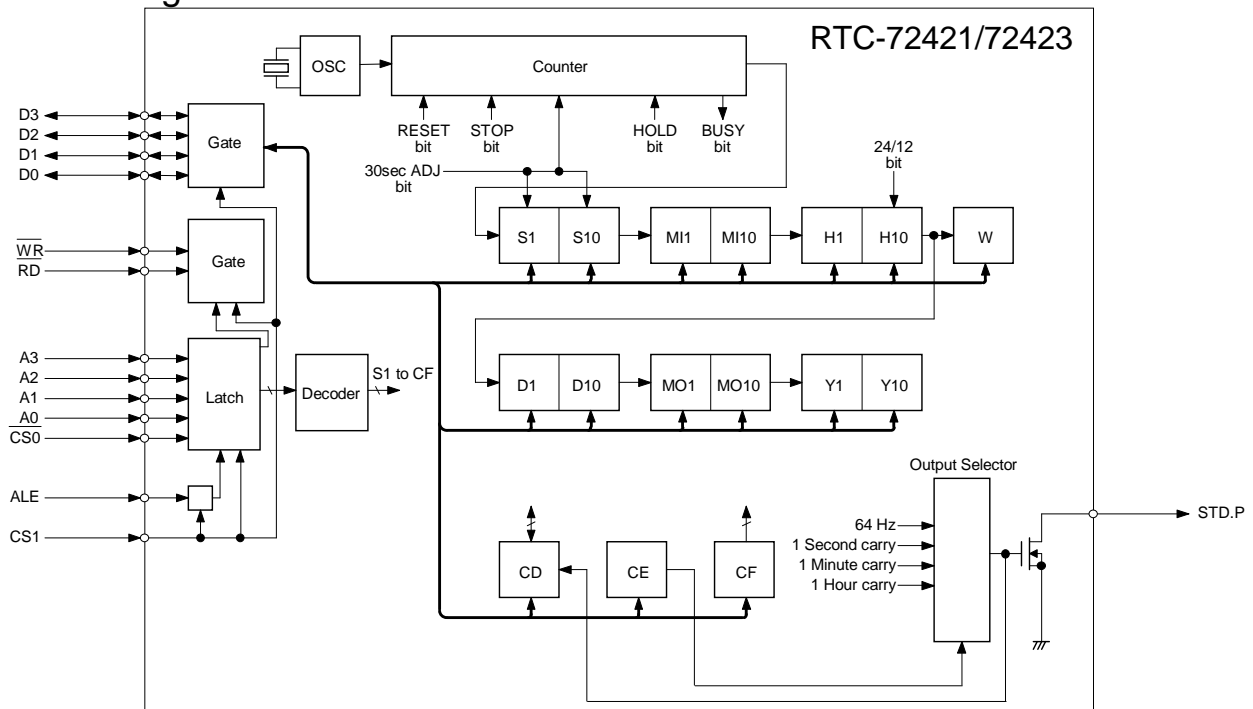 RTC-72421/72423
OSC
Counter
D3
D2
D1
D0
Gate
RESET
bit
STOP
bit
HOLD
bit
BUSY
bit
30sec ADJ
bit
24/12
bit
S1
S10
MI1
MI10
H1
H10
W
WR
RD
Gate
A3
A2
A1
A0
CS0
Latch
Decoder
S1 to CF
D1
D10
MO1
MO10
Y1
Y10
ALE
CS1
Output Selector
64 Hz
1 Second carry
1 Minute carry
1 Hour carry
STD.P
CD
CE
CF